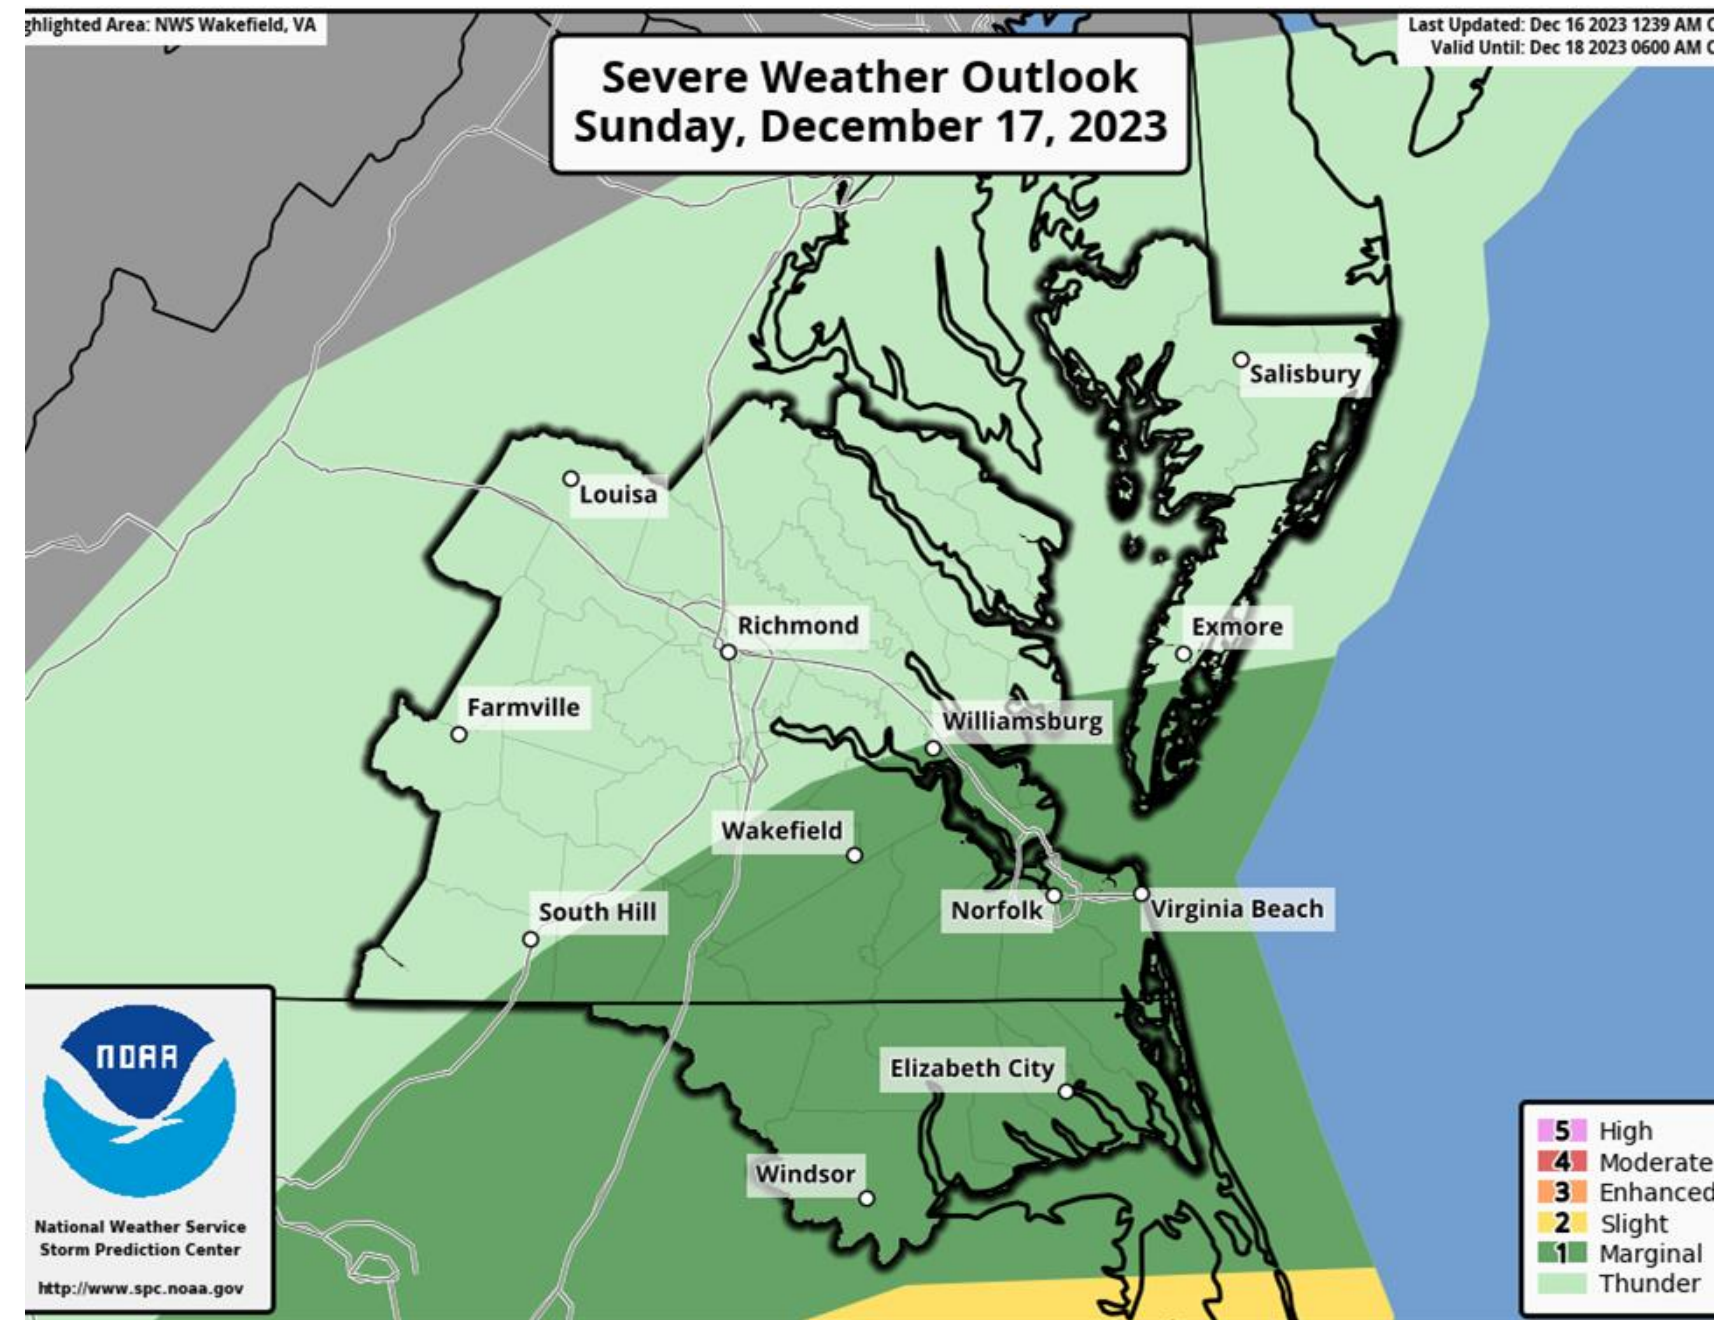 ghlighted Area: NWS Wakefield, VA
Last Updated: Dec 16 2023 1239 AM
Valid Until: Dec 18 2023 0600 AM
Severe Weather Outlook
Sunday, December 17, 2023
Salisbury
Louisa
Richmond
Exmore
Farmville
Williamsburg
Wakefield
South Hill
Norfolk
Virginia Beach
Elizabeth City
Windsor
NOAA
National Weather Service
Storm Prediction Center
http://www.spc.noaa.gov
5 High
4 Moderate
3 Enhanced
2 Slight
1 Marginal
Thunder